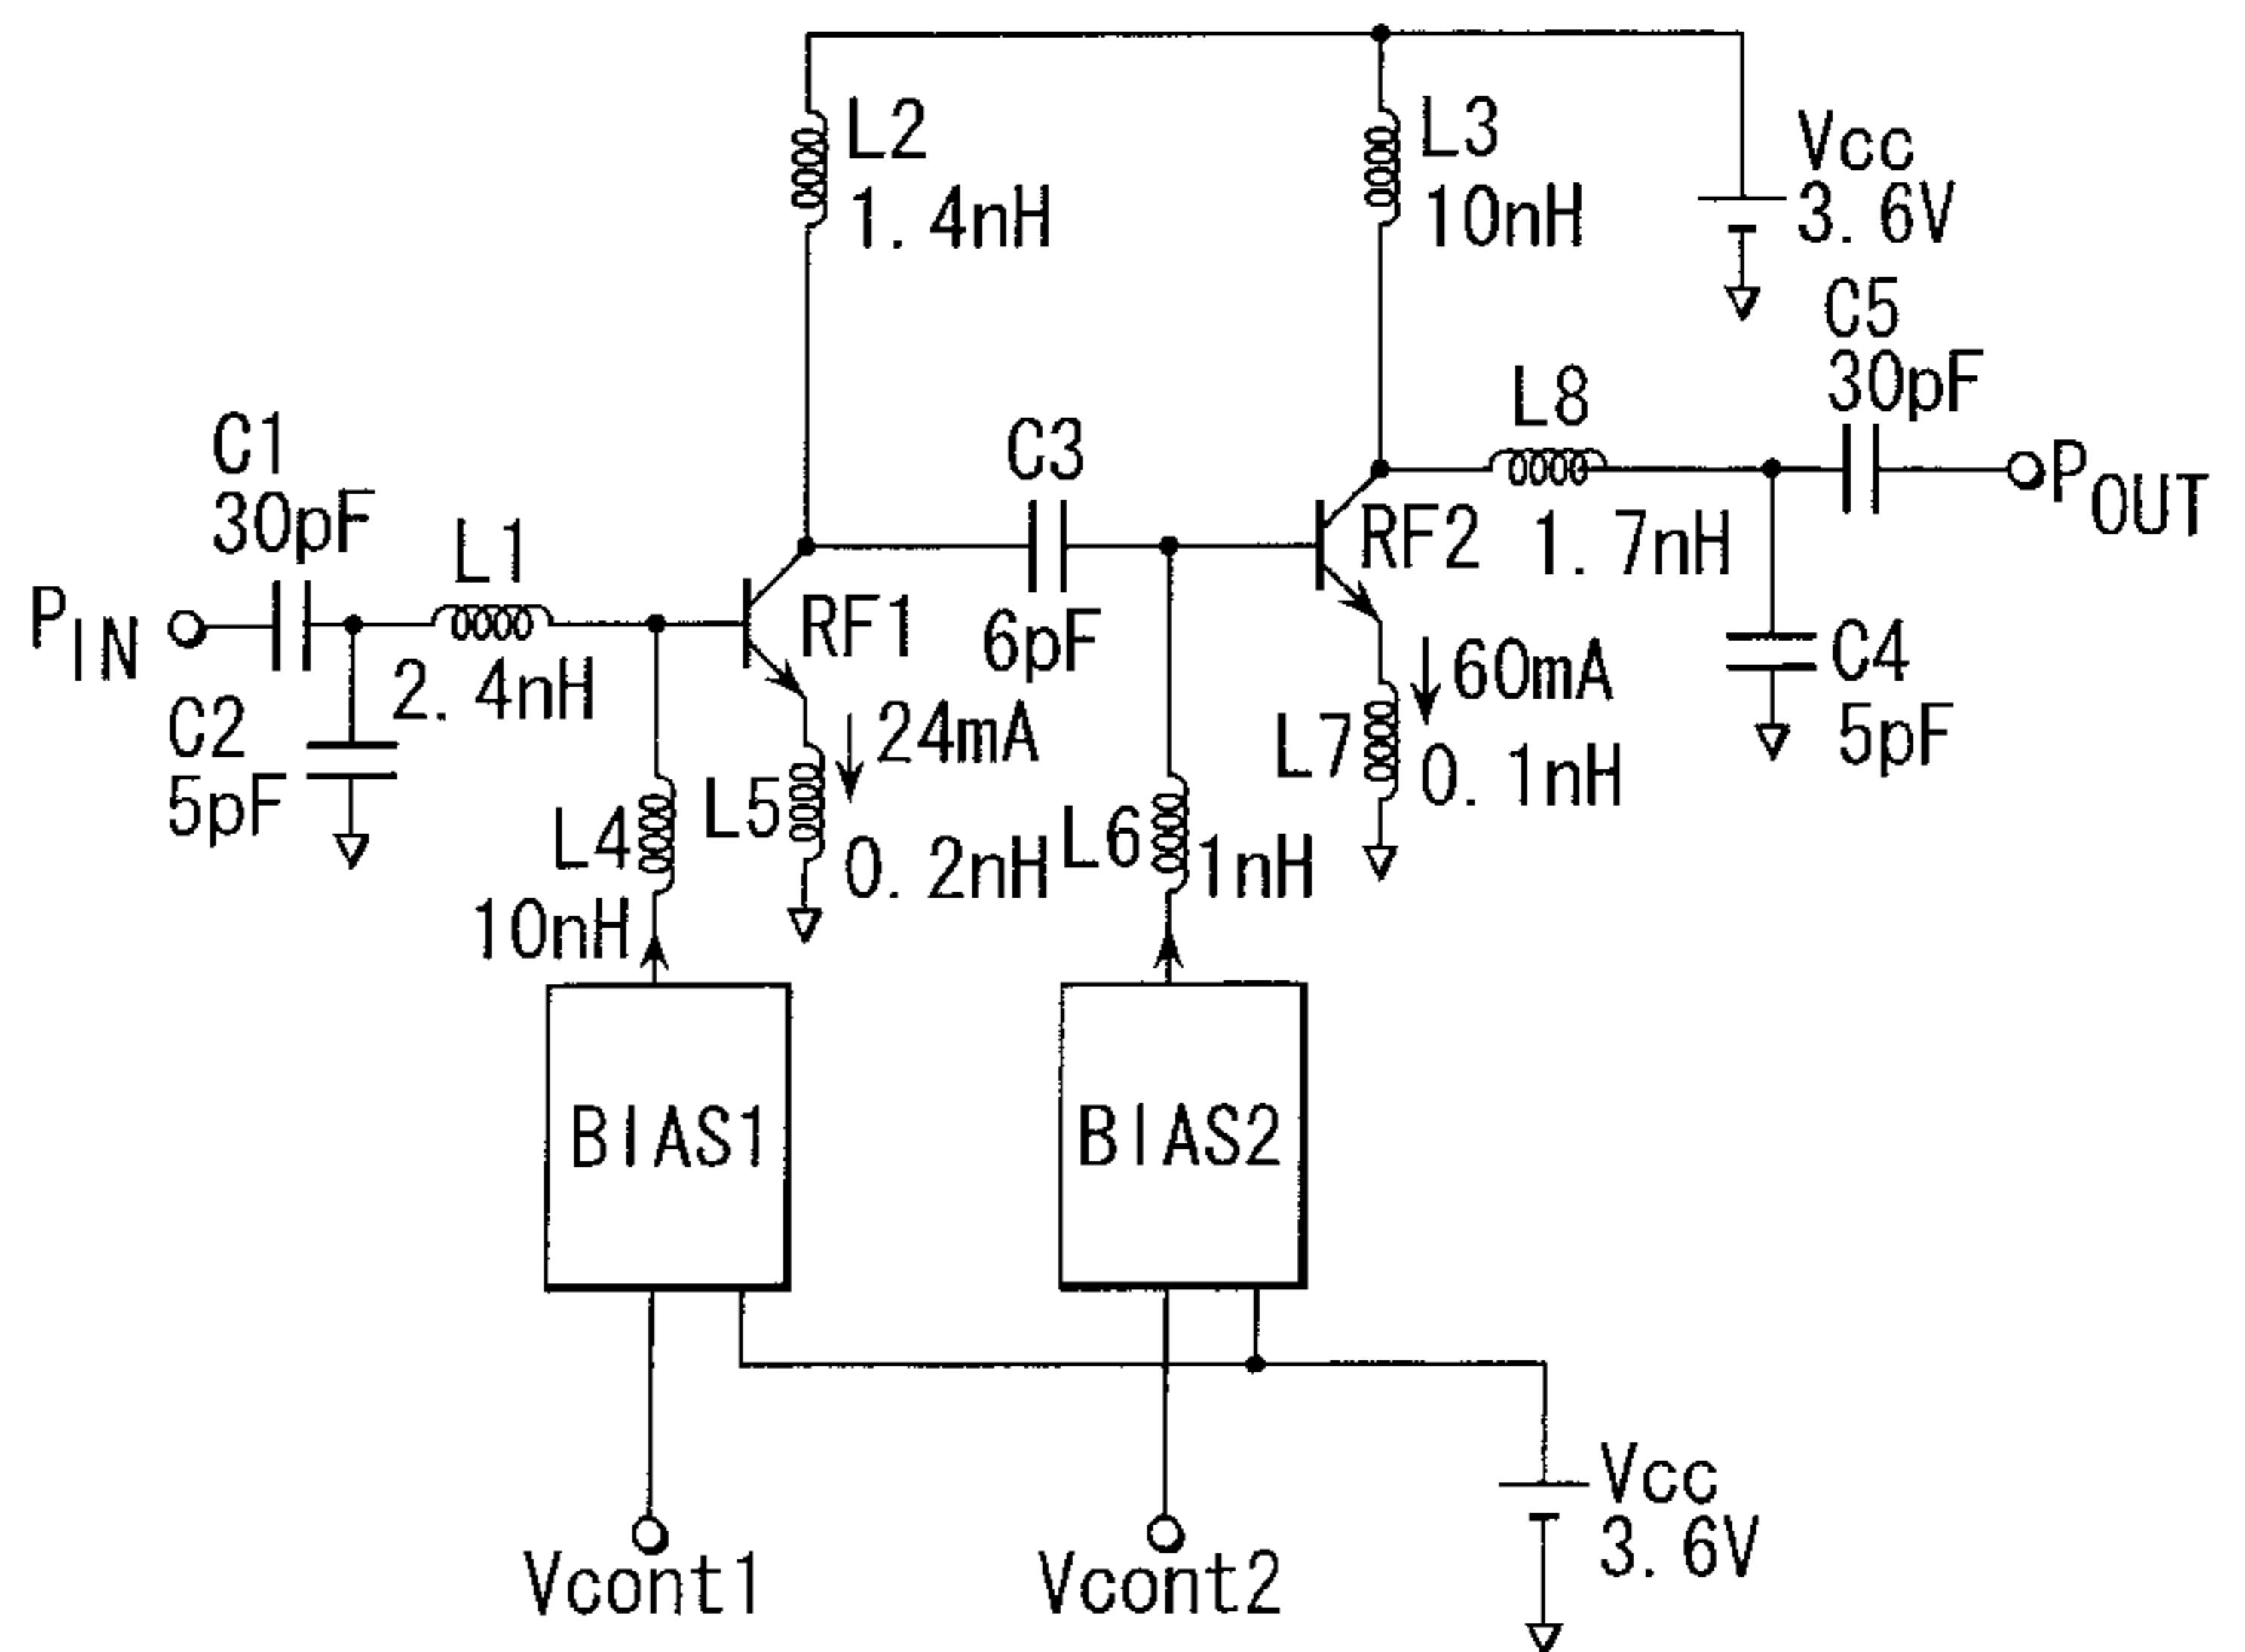 L2
1.4nH
L3
10nH
Vcc
3.6V
C5
30pF
L8
1.7nH
C1
30pF
L1
2.4nH
C3
6pF
PIN
POUT
RF1
RF2
C2
5pF
24mA
60mA
C4
5pF
L4
10nH
L5
0.2nH
L6
1nH
L7
0.1nH
BIAS1
BIAS2
Vcc
3.6V
Vcont1
Vcont2